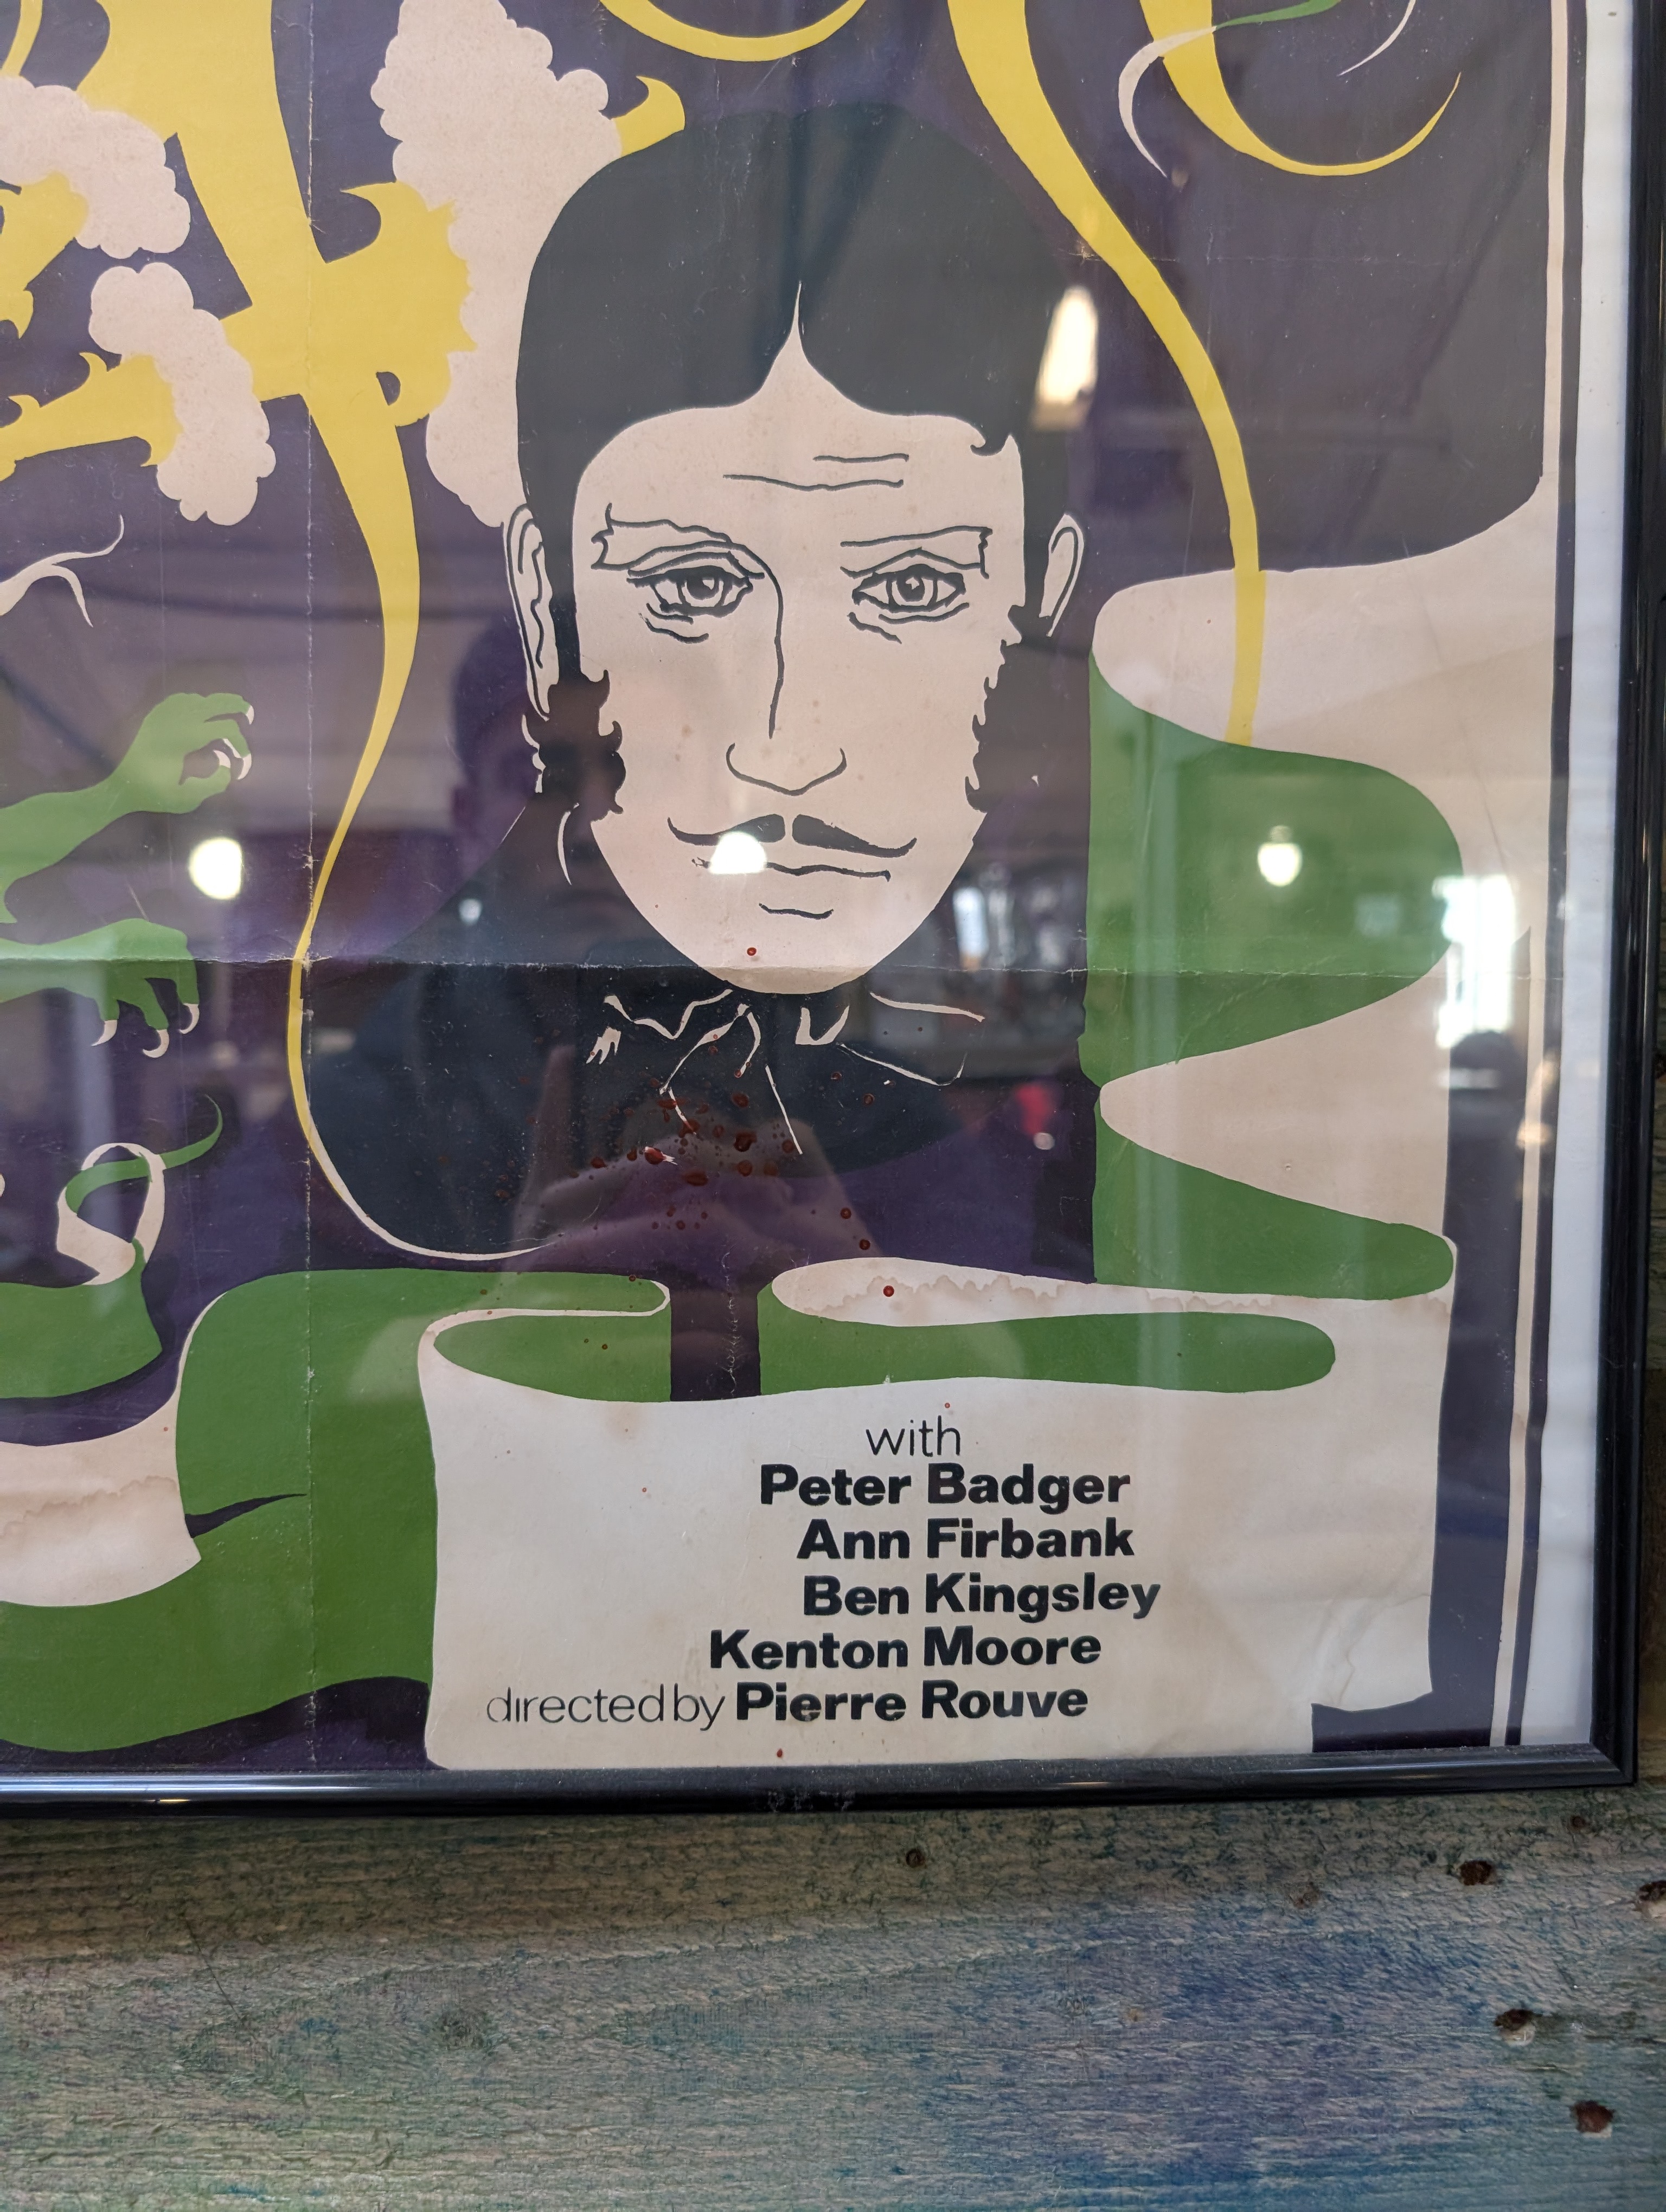 with
Peter Badger
Ann Firbank
Ben Kingsley
Kenton Moore
directed by Pierre Rouve